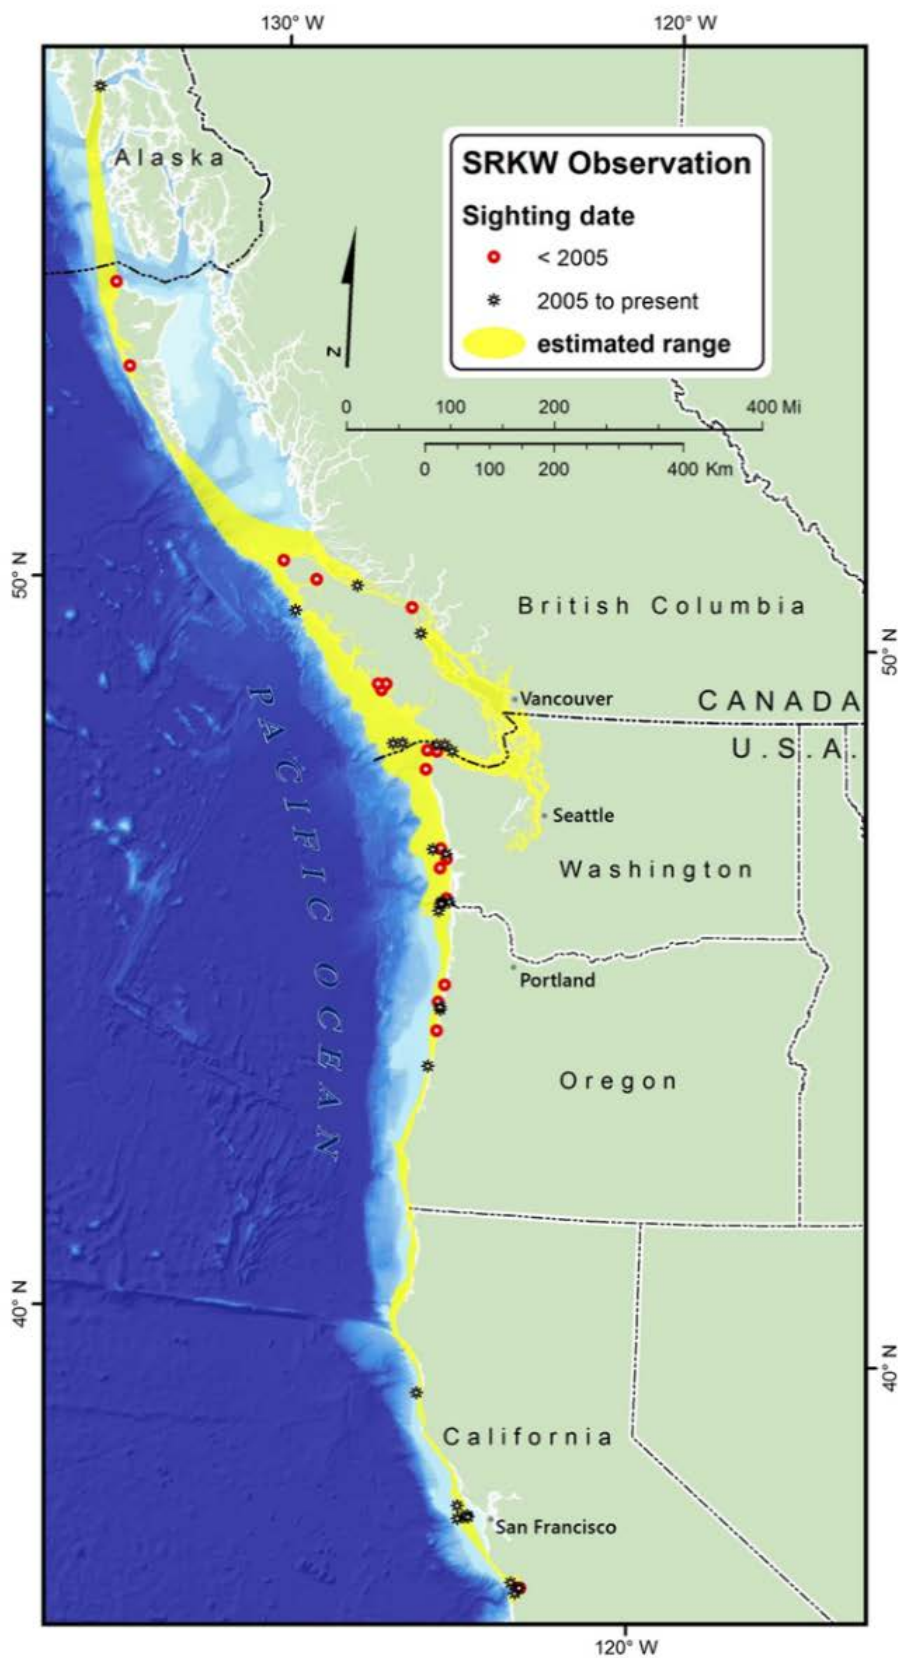 130° W
120° W
Alaska
SRKW Observation
Sighting date
< 2005
2005 to present
estimated range
N
0 100 200 400 Mi
0 100 200 400 Km
50° N
British Columbia
50° N
Vancouver
CANADA
U.S.A.
PACIFIC OCEAN
Seattle
Washington
Portland
Oregon
40° N
40° N
California
San Francisco
120° W